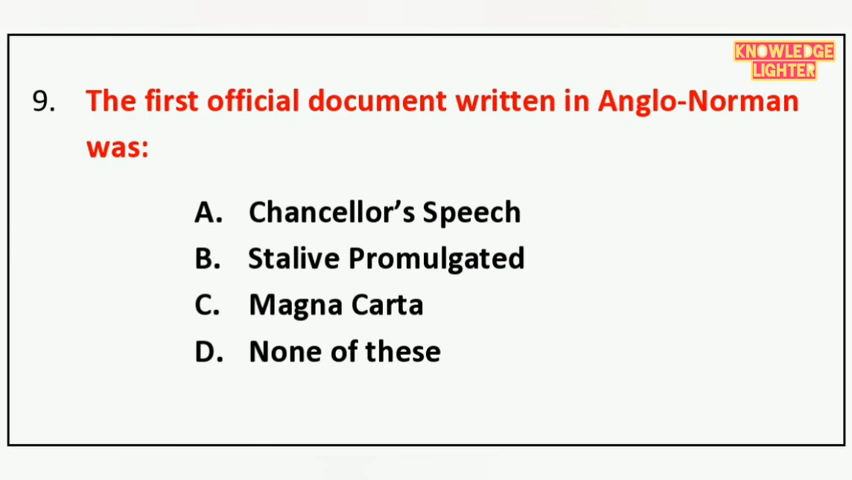 KNOWLEDGE
LIGHTER
9. The first official document written in Anglo-Norman
was:
A. Chancellor’s Speech
B. Stalive Promulgated
C. Magna Carta
D. None of these